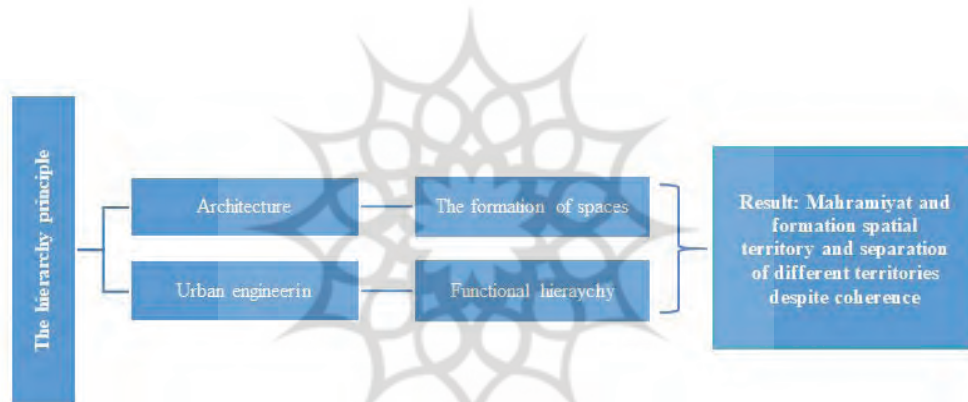 The hierarchy principle
Architecture
The formation of spaces
Urban engineerin
Functional hieraychy
Result: Mahramiyat and
formation spatial
territory and separation
of different territories
despite coherence